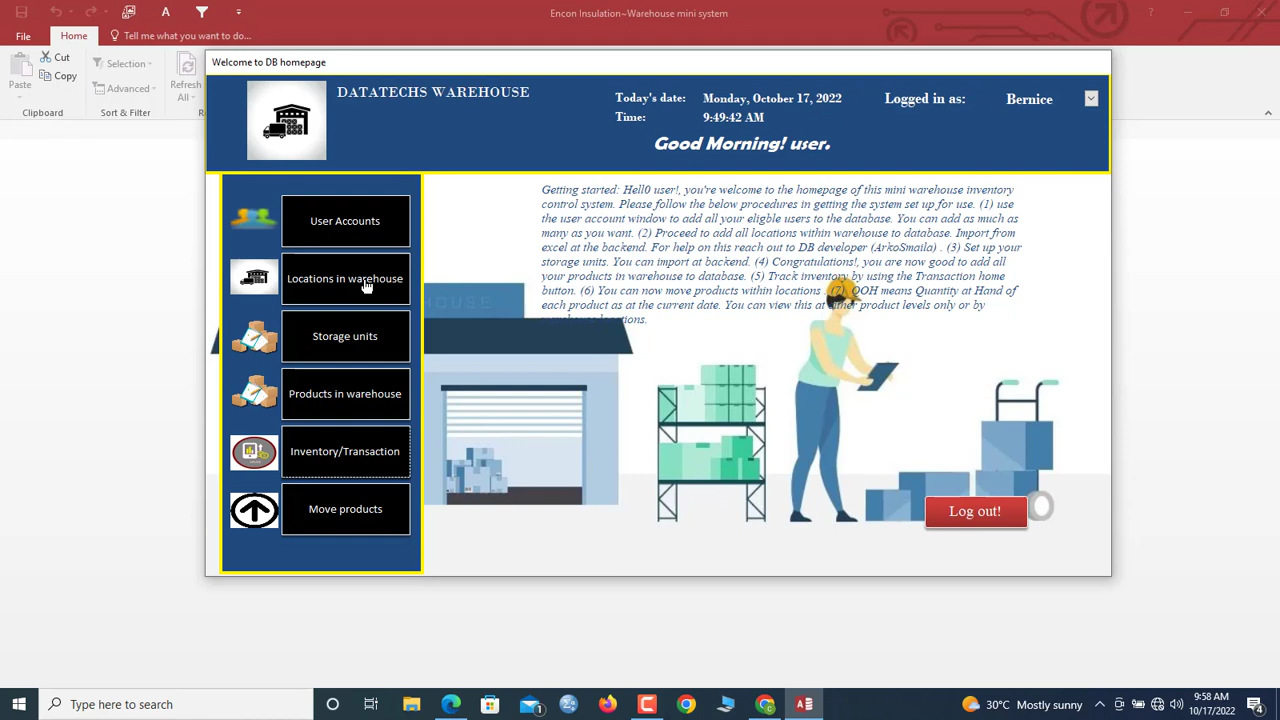 Encon Insulation~Warehouse mini system
File
Home
Tell me what you want to do...
Paste
Cut
Copy
Clipboard
Selection
Advanced
Sort & Filter
Refresh
All
Welcome to DB homepage
DATATECHS WAREHOUSE
Today's date: Monday, October 17, 2022
Time: 9:49:42 AM
Good Morning! user.
Logged in as: Bernice
User Accounts
Locations in warehouse
Storage units
Products in warehouse
Inventory/Transaction
Move products
Getting started: Hell0 user!, you're welcome to the homepage of this mini warehouse inventory
control system. Please follow the below procedures in getting the system set up for use. (1) use
the user account window to add all your eligble users to the database. You can add as much as
many as you want. (2) Proceed to add all locations within warehouse to database. Import from
excel at the backend. For help on this reach out to DB developer (ArkoSmaila) . (3) Set up your
storage units. You can import at backend. (4) Congratulations!, you are now good to add all
your products in warehouse to database. (5) Track inventory by using the Transaction home
button. (6) You can now move products within locations . (7). QOH means Quantity at Hand of
each product as at the current date. You can view this at either product levels only or by
warehouse locations.
Log out!
Type here to search
30°C Mostly sunny
9:58 AM
10/17/2022